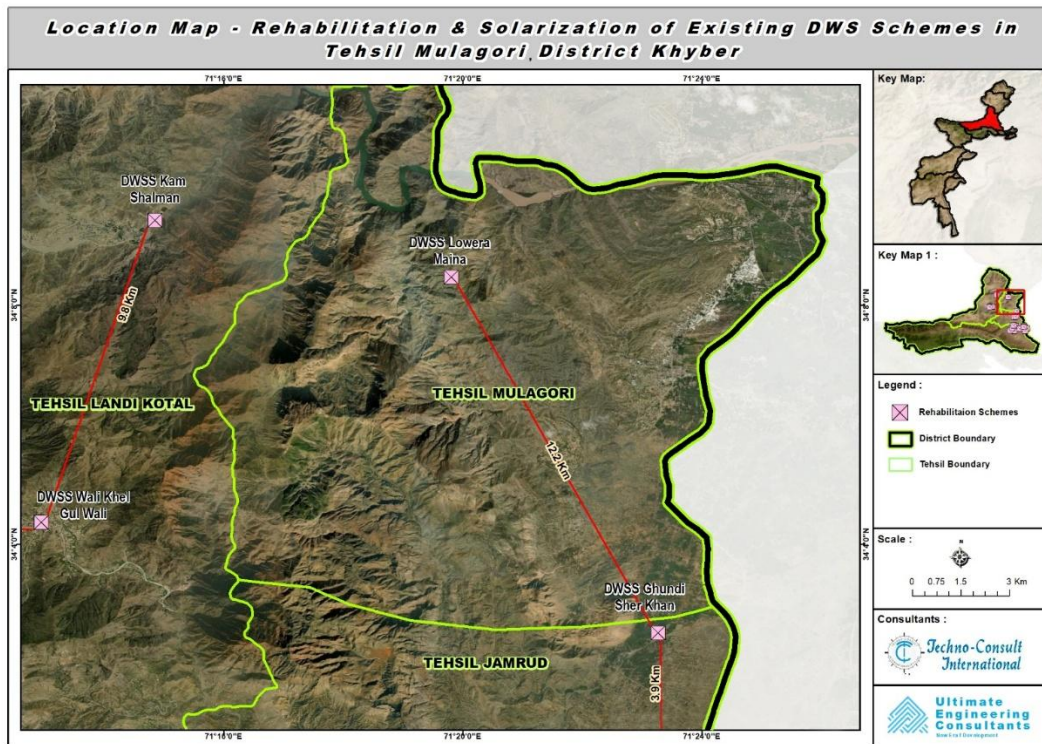 Location Map - Rehabilitation & Solarization of Existing DWS Schemes in
Tehsil Mulagori, District Khyber
71°16'0"E
71°20'0"E
71°24'0"E
DWSS Kam
Shalman
DWSS Lowera
Maina
34°8'0"N
34°8'0"N
9.8 Km
TEHSIL LANDI KOTAL
TEHSIL MULAGORI
12.2 Km
DWSS Wali Khel
Gul Wali
34°4'0"N
34°4'0"N
DWSS Ghundi
Sher Khan
TEHSIL JAMRUD
3.9 Km
71°16'0"E
71°20'0"E
71°24'0"E
Key Map:
Key Map 1 :
Legend :
Rehabilitaion Schemes
District Boundary
Tehsil Boundary
Scale :
N
0 0.75 1.5 3 Km
Consultants :
Techno-Consult
International
Ultimate
Engineering
Consultants
New Era of Development